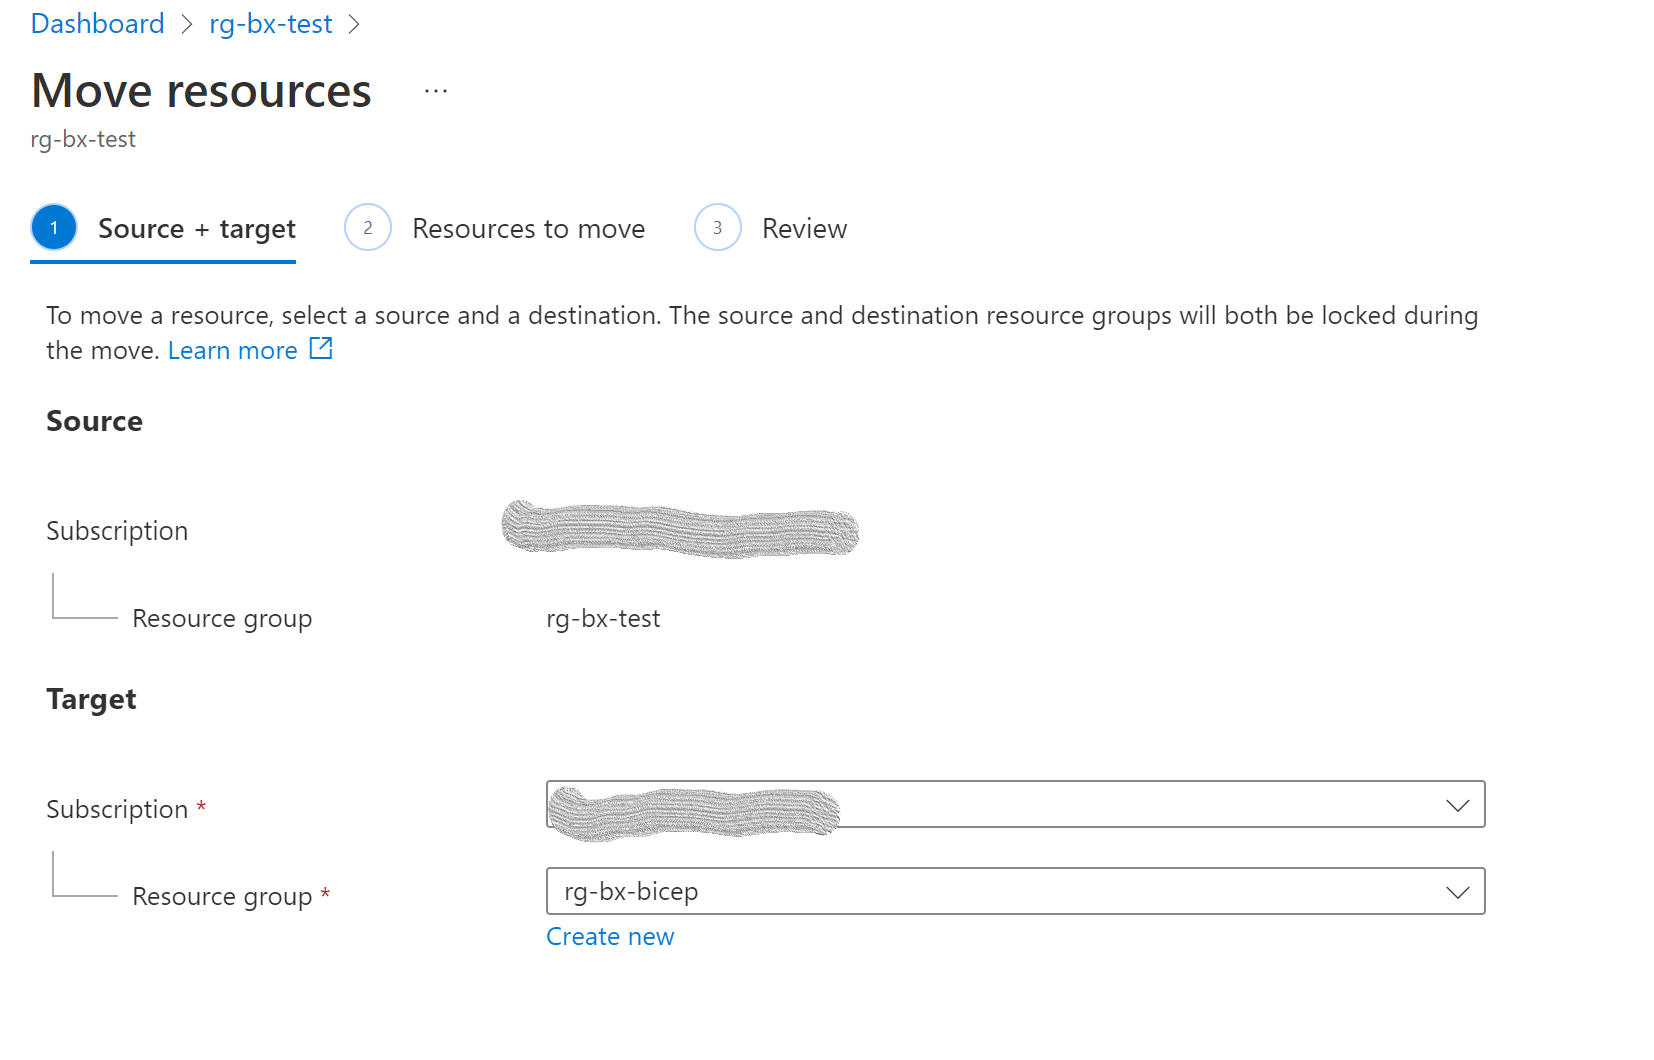 Dashboard > rg-bx-test >
Move resources ...
rg-bx-test
1 Source + target 2 Resources to move 3 Review
To move a resource, select a source and a destination. The source and destination resource groups will both be locked during
the move. Learn more
Source
Subscription
Resource group rg-bx-test
Target
Subscription *
Resource group * rg-bx-bicep
Create new